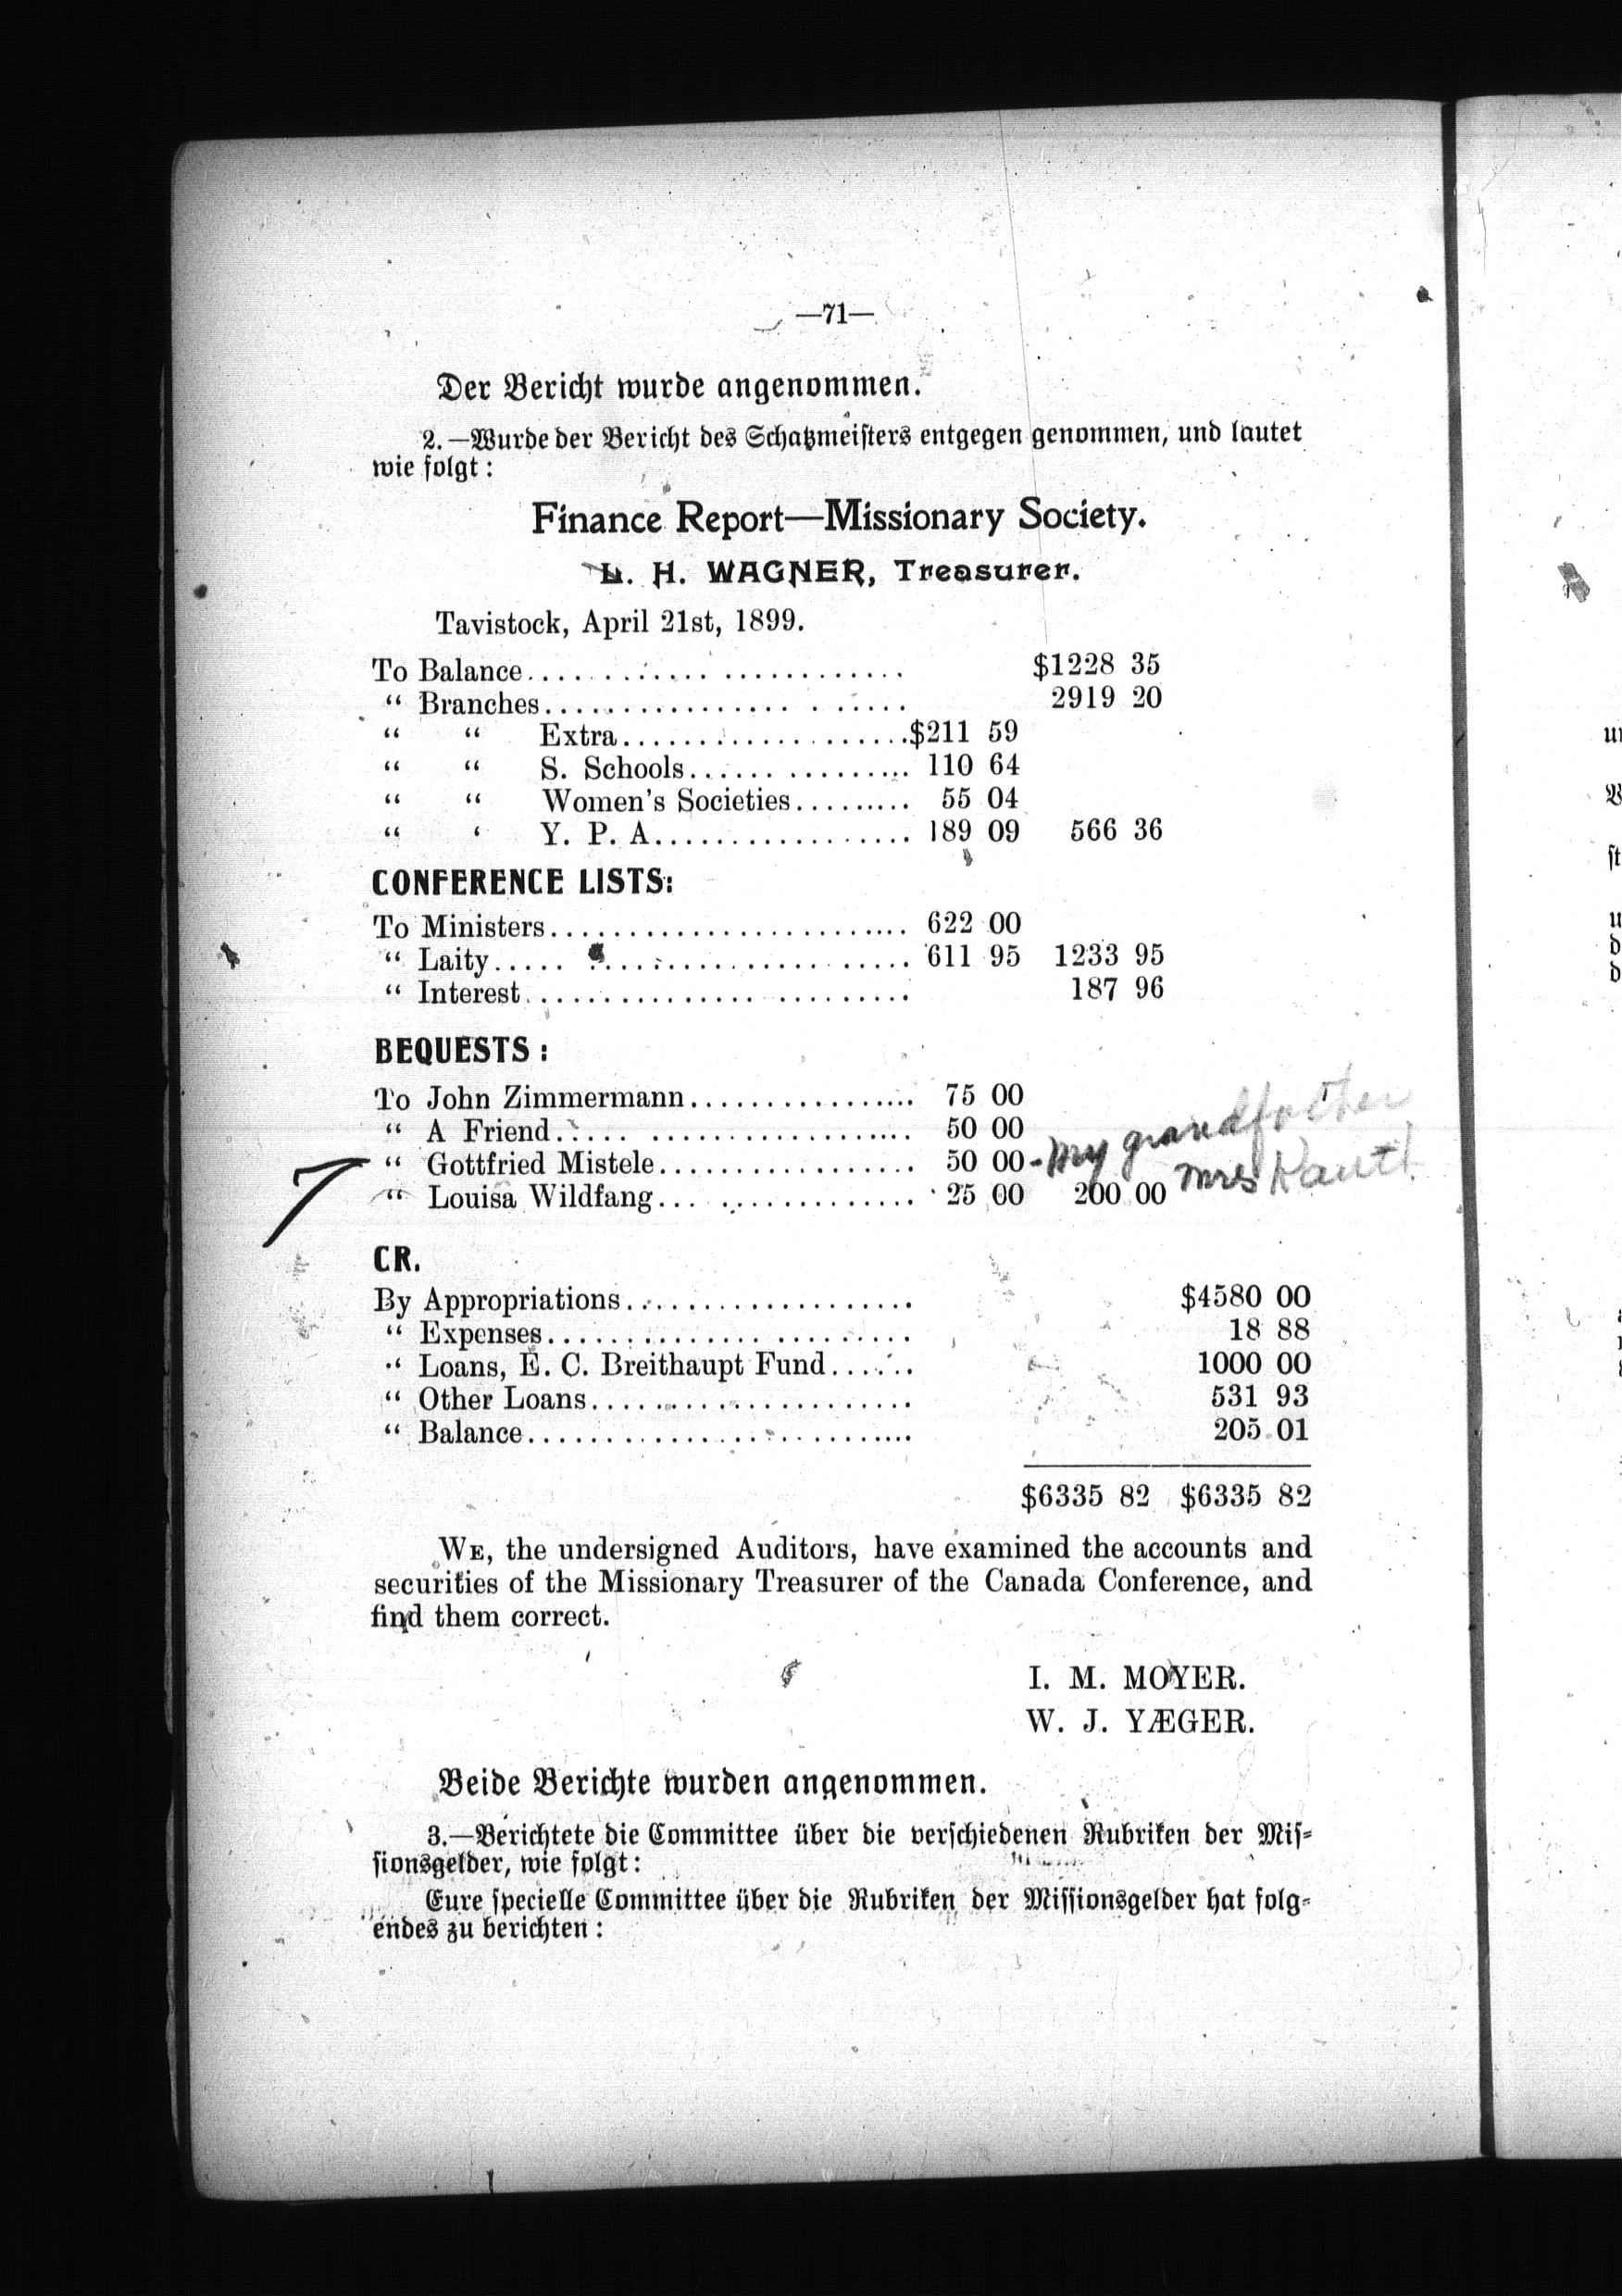 —71—
Der Bericht wurde angenommen.
2.—Wurde der Bericht des Schatzmeisters entgegen genommen, und lautet
wie folgt:
Finance Report—Missionary Society.
L. H. WAGNER, Treasurer.
Tavistock, April 21st, 1899.
To Balance........................ $1228 35
“ Branches........................ 2919 20
“ “ Extra....................$211 59
“ “ S. Schools.................. 110 64
“ “ Women's Societies......... 55 04
“ ‘ Y. P. A.................. 189 09 566 36
CONFERENCE LISTS:
To Ministers........................ 622 00
“ Laity........................ 611 95 1233 95
“ Interest........................ 187 96
BEQUESTS:
To John Zimmermann................ 75 00
“ A Friend........................ 50 00
“ Gottfried Mistele.................. 50 00 - my grandfather
“ Louisa Wildfang.................. 25 00 200 00 mrs
CR.
By Appropriations................... $4580 00
“ Expenses........................ 18 88
“ Loans, E. C. Breithaupt Fund...... 1000 00
“ Other Loans..................... 531 93
“ Balance......................... 205 01
$6335 82 $6335 82
WE, the undersigned Auditors, have examined the accounts and
securities of the Missionary Treasurer of the Canada Conference, and
find them correct.
I. M. MOYER.
W. J. YÆGER.
Beide Berichte wurden angenommen.
3.—Berichtete die Committee über die verschiedenen Rubriken der Mis-
sionsgelder, wie folgt:
Eure specielle Committee über die Rubriken der Missionsgelder hat folg-
endes zu berichten: